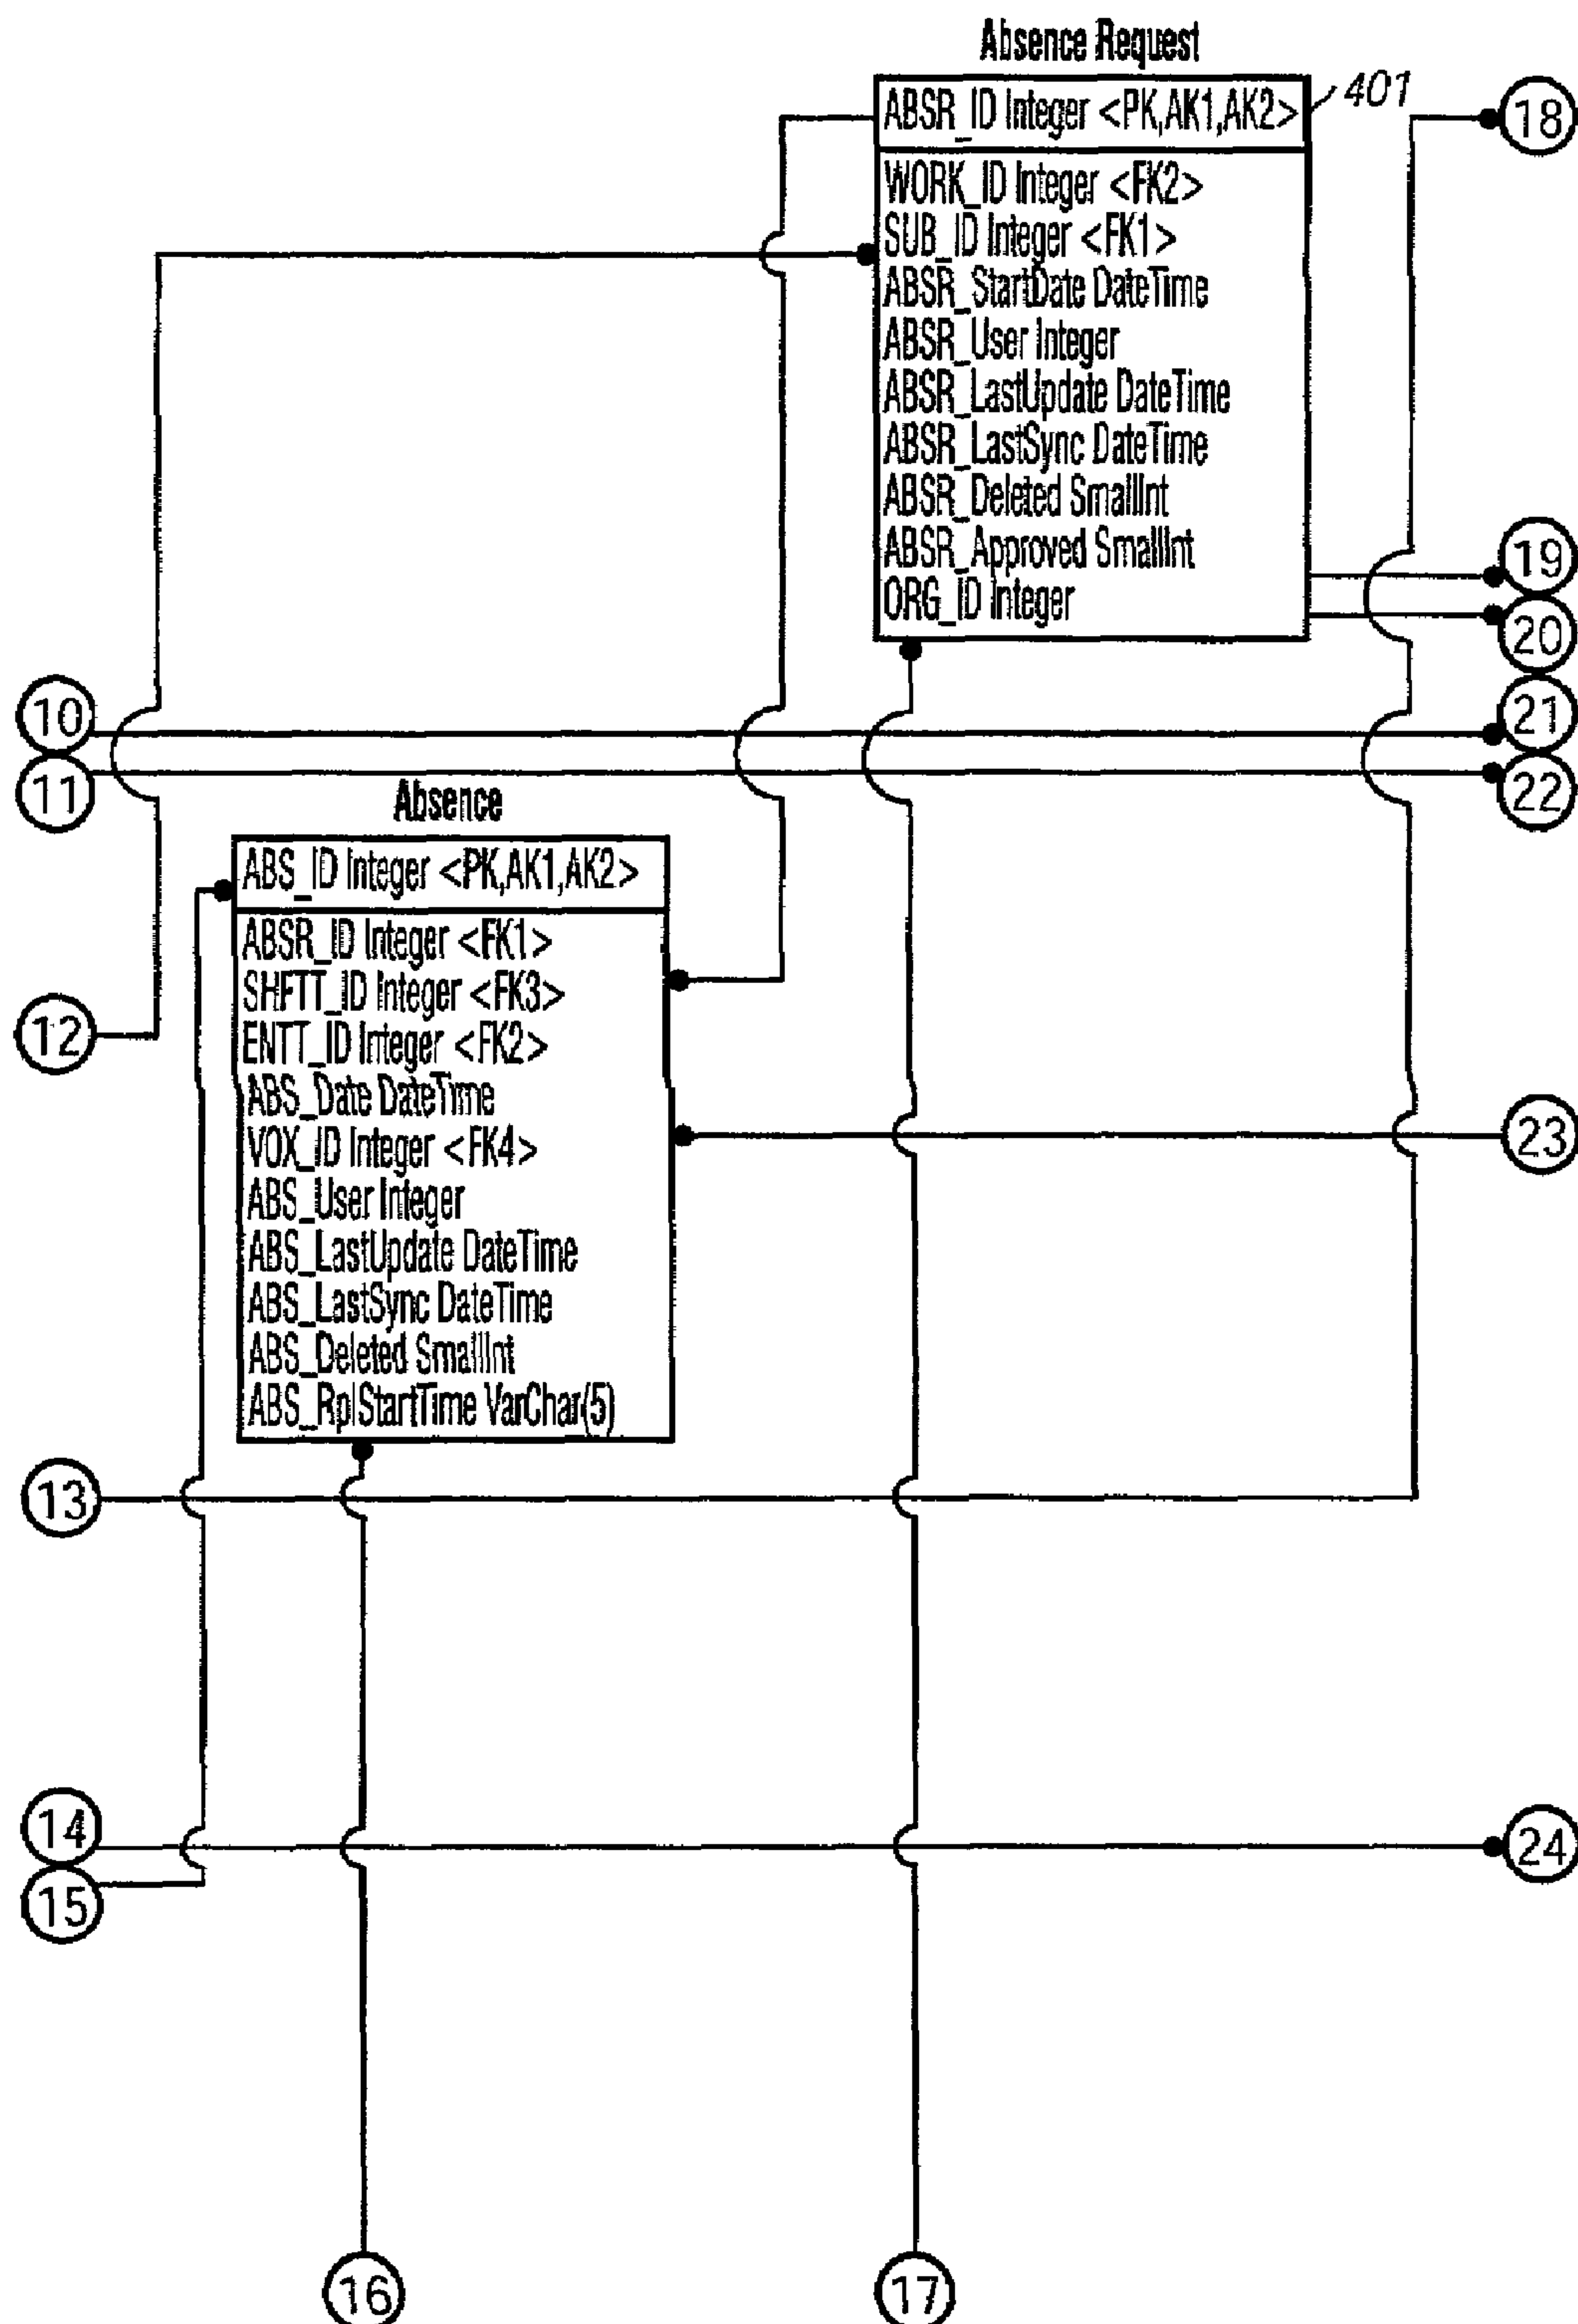 Absence Request
ABSR_ID Integer <PK,AK1,AK2>
401
18
WORK_ID Integer <FK2>
SUB_ID Integer <FK1>
ABSR_StartDate DateTime
ABSR_User Integer
ABSR_LastUpdate DateTime
ABSR_LastSync DateTime
ABSR_Deleted SmallInt
ABSR_Approved SmallInt
ORG_ID Integer
19
20
10
21
11
22
Absence
ABS_ID Integer <PK,AK1,AK2>
ABSR_ID Integer <FK1>
SHFTT_ID Integer <FK3>
ENTT_ID Integer <FK2>
ABS_Date DateTime
VOX_ID Integer <FK4>
ABS_User Integer
ABS_LastUpdate DateTime
ABS_LastSync DateTime
ABS_Deleted SmallInt
ABS_RplStartTime VarChar(5)
12
23
13
14
24
15
16
17